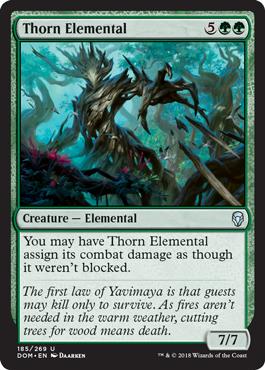 Thorn Elemental 5
Creature — Elemental
You may have Thorn Elemental
assign its combat damage as though
it weren't blocked.
The first law of Yavimaya is that guests
may kill only to survive. As fires aren't
needed in the warm weather, cutting
trees for wood means death.
7/7
185/269 U
DOM • EN DAARKEN
™ & © 2018 Wizards of the Coast